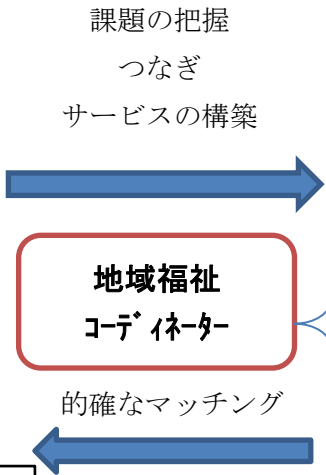 課題の把握
つなぎ
サービスの構築
地域福祉
ｺｰﾃﾞｨﾈｰﾀｰ
的確なマッチング